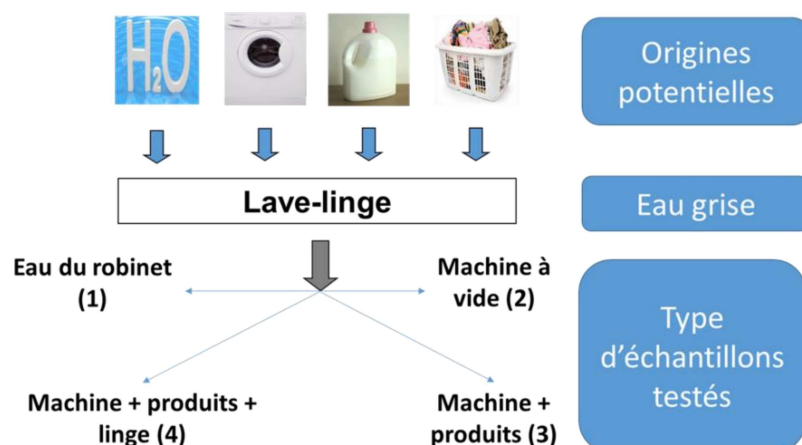 H₂O
Origines
potentielles
Lave-linge
Eau grise
Eau du robinet
(1)
Machine à
vide (2)
Type
d'échantillons
testés
Machine + produits +
linge (4)
Machine +
produits (3)